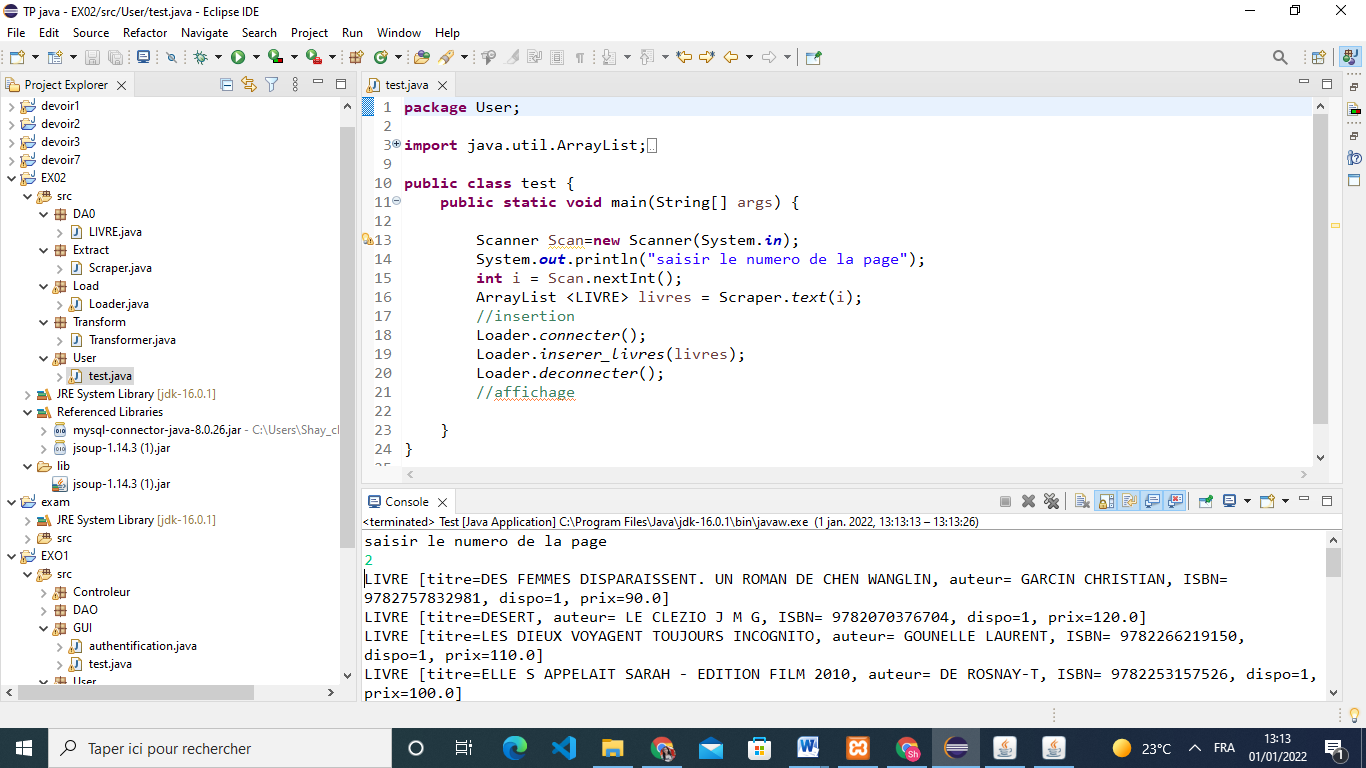 TP java - EX02/src/User/test.java - Eclipse IDE
File Edit Source Refactor Navigate Search Project Run Window Help
Project Explorer
devoir1
devoir2
devoir3
devoir7
EX02
src
DA0
LIVRE.java
Extract
Scraper.java
Load
Loader.java
Transform
Transformer.java
User
test.java
JRE System Library [jdk-16.0.1]
Referenced Libraries
mysql-connector-java-8.0.26.jar - C:\Users\Shay_cl
jsoup-1.14.3 (1).jar
lib
jsoup-1.14.3 (1).jar
exam
JRE System Library [jdk-16.0.1]
src
EXO1
src
Controleur
DAO
GUI
authentification.java
test.java
User
test.java
1 package User;
2
3 import java.util.ArrayList;
9
10 public class test {
11 public static void main(String[] args) {
12
13 Scanner Scan=new Scanner(System.in);
14 System.out.println("saisir le numero de la page");
15 int i = Scan.nextInt();
16 ArrayList <LIVRE> livres = Scraper.text(i);
17 //insertion
18 Loader.connecter();
19 Loader.inserer_livres(livres);
20 Loader.deconnecter();
21 //affichage
22
23 }
24 }
25
Console
<terminated> Test [Java Application] C:\Program Files\Java\jdk-16.0.1\bin\javaw.exe (1 jan. 2022, 13:13:13 – 13:13:26)
saisir le numero de la page
2
LIVRE [titre=DES FEMMES DISPARAISSENT. UN ROMAN DE CHEN WANGLIN, auteur= GARCIN CHRISTIAN, ISBN=
9782757832981, dispo=1, prix=90.0]
LIVRE [titre=DESERT, auteur= LE CLEZIO J M G, ISBN= 9782070376704, dispo=1, prix=120.0]
LIVRE [titre=LES DIEUX VOYAGENT TOUJOURS INCOGNITO, auteur= GOUNELLE LAURENT, ISBN= 9782266219150,
dispo=1, prix=110.0]
LIVRE [titre=ELLE S APPELAIT SARAH - EDITION FILM 2010, auteur= DE ROSNAY-T, ISBN= 9782253157526, dispo=1,
prix=100.0]
Taper ici pour rechercher
Sh
23°C
FRA
13:13
01/01/2022
1